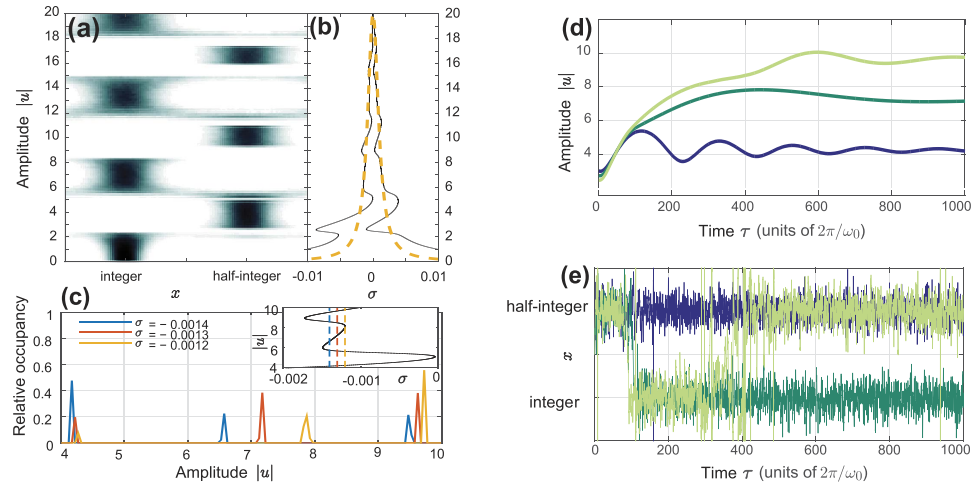 (a)
(b)
Amplitude |u|
20
18
16
14
12
10
8
6
4
2
0
integer
half-integer
x
-0.01
0
0.01
σ
20
18
16
14
12
10
8
6
4
2
0
(c)
Relative occupancy
1
0.8
0.6
0.4
0.2
0
σ = − 0.0014
σ = − 0.0013
σ = − 0.0012
|u|
10
8
6
4
-0.002
-0.001
0
σ
4
5
6
7
8
9
10
Amplitude |u|
(d)
Amplitude |u|
10
8
6
4
0
200
400
600
800
1000
Time τ (units of 2π/ω0)
(e)
half-integer
x
integer
0
200
400
600
800
1000
Time τ (units of 2π/ω0)